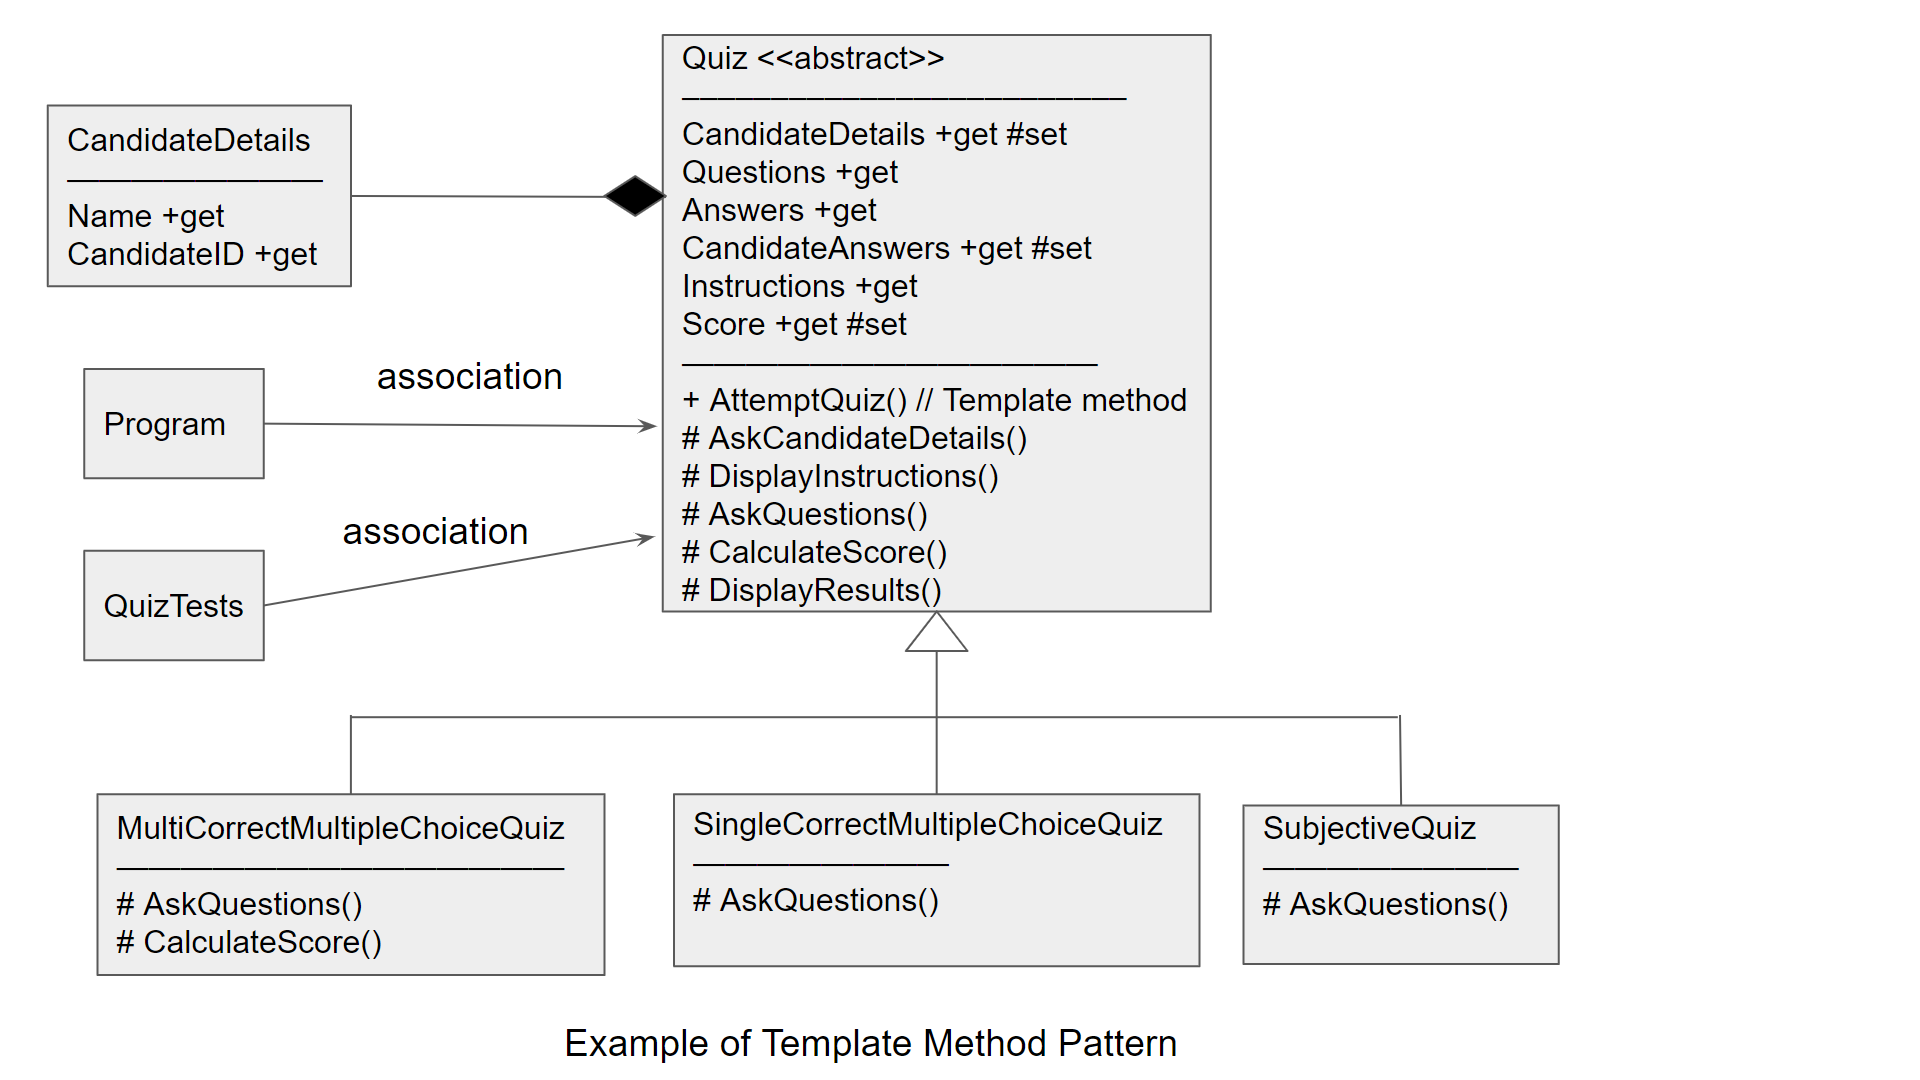 Quiz <<abstract>>
CandidateDetails +get #set
Questions +get
Answers +get
CandidateAnswers +get #set
Instructions +get
Score +get #set
+ AttemptQuiz() // Template method
# AskCandidateDetails()
# DisplayInstructions()
# AskQuestions()
# CalculateScore()
# DisplayResults()
CandidateDetails
Name +get
CandidateID +get
association
Program
association
QuizTests
MultiCorrectMultipleChoiceQuiz
# AskQuestions()
# CalculateScore()
SingleCorrectMultipleChoiceQuiz
# AskQuestions()
SubjectiveQuiz
# AskQuestions()
Example of Template Method Pattern